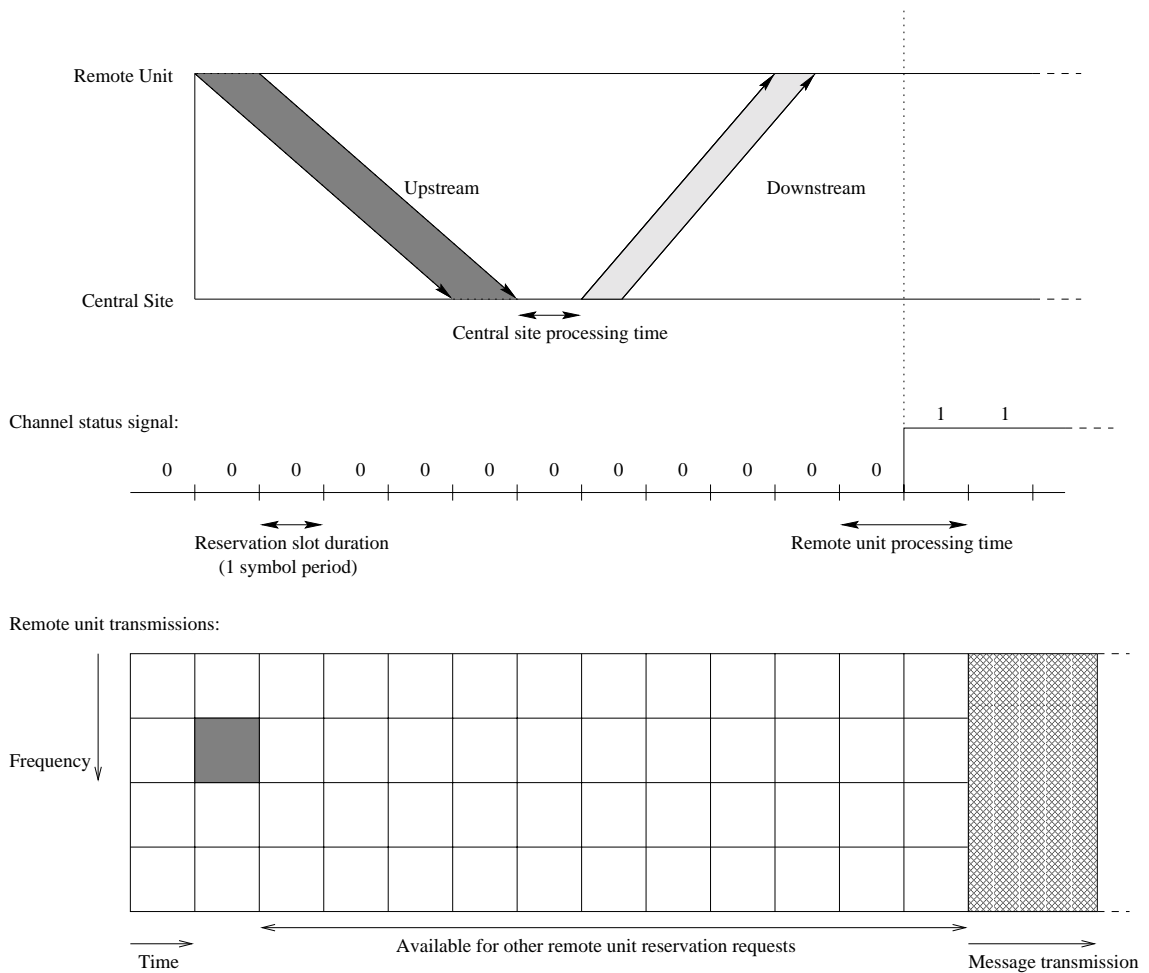 Remote Unit
Upstream
Downstream
Central Site
Central site processing time
Channel status signal:
1 1
0 0 0 0 0 0 0 0 0 0 0 0
Reservation slot duration
(1 symbol period)
Remote unit processing time
Remote unit transmissions:
Frequency
Available for other remote unit reservation requests
Time
Message transmission